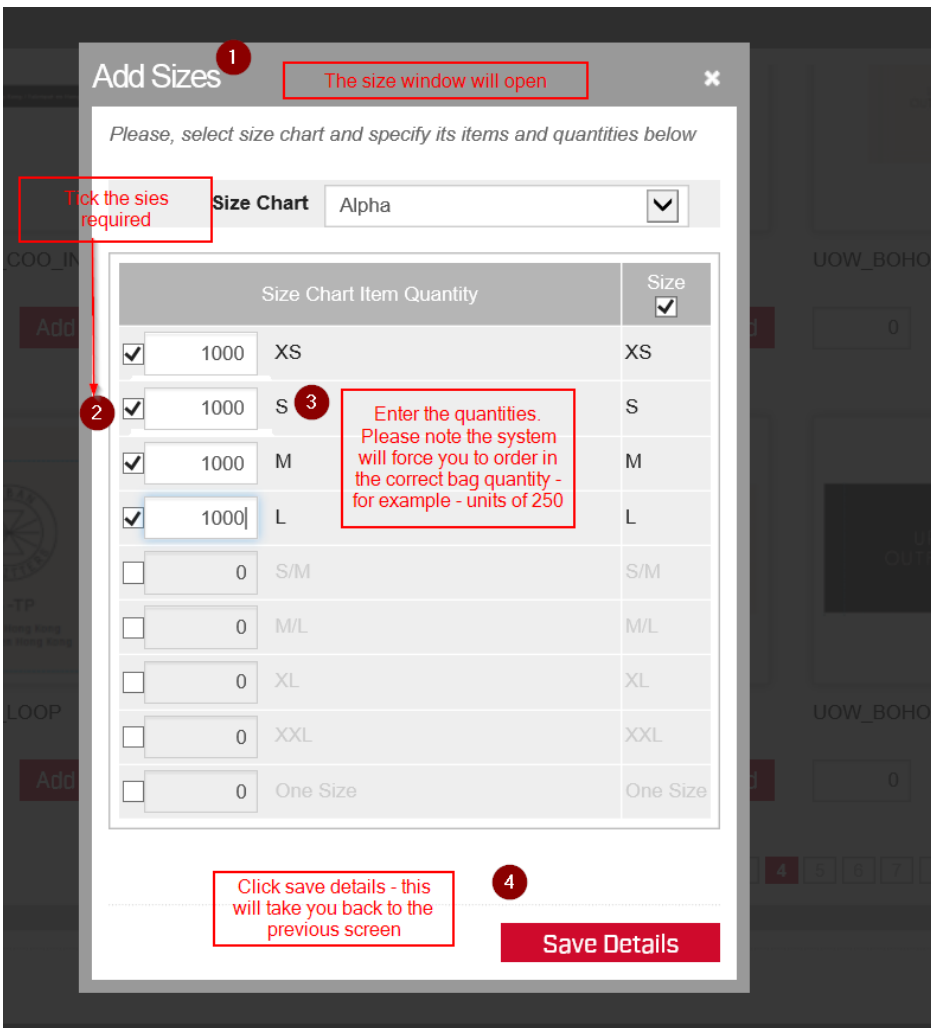 1
Add Sizes
The size window will open
Please, select size chart and specify its items and quantities below
Tick the sies
required
Size Chart
Alpha
COO_IN
UOW_BOHO
Size Chart Item Quantity
Size
Add
0
1000 XS XS
2
1000 S S
3
Enter the quantities.
Please note the system
will force you to order in
the correct bag quantity -
for example - units of 250
1000 M M
1000 L L
0 S/M S/M
-TP
0 M/L M/L
0 XL XL
LOOP
UOW_BOHO
0 XXL XXL
Add
0
0 One Size One Size
4 5 6 7
Click save details - this
will take you back to the
previous screen
4
Save Details